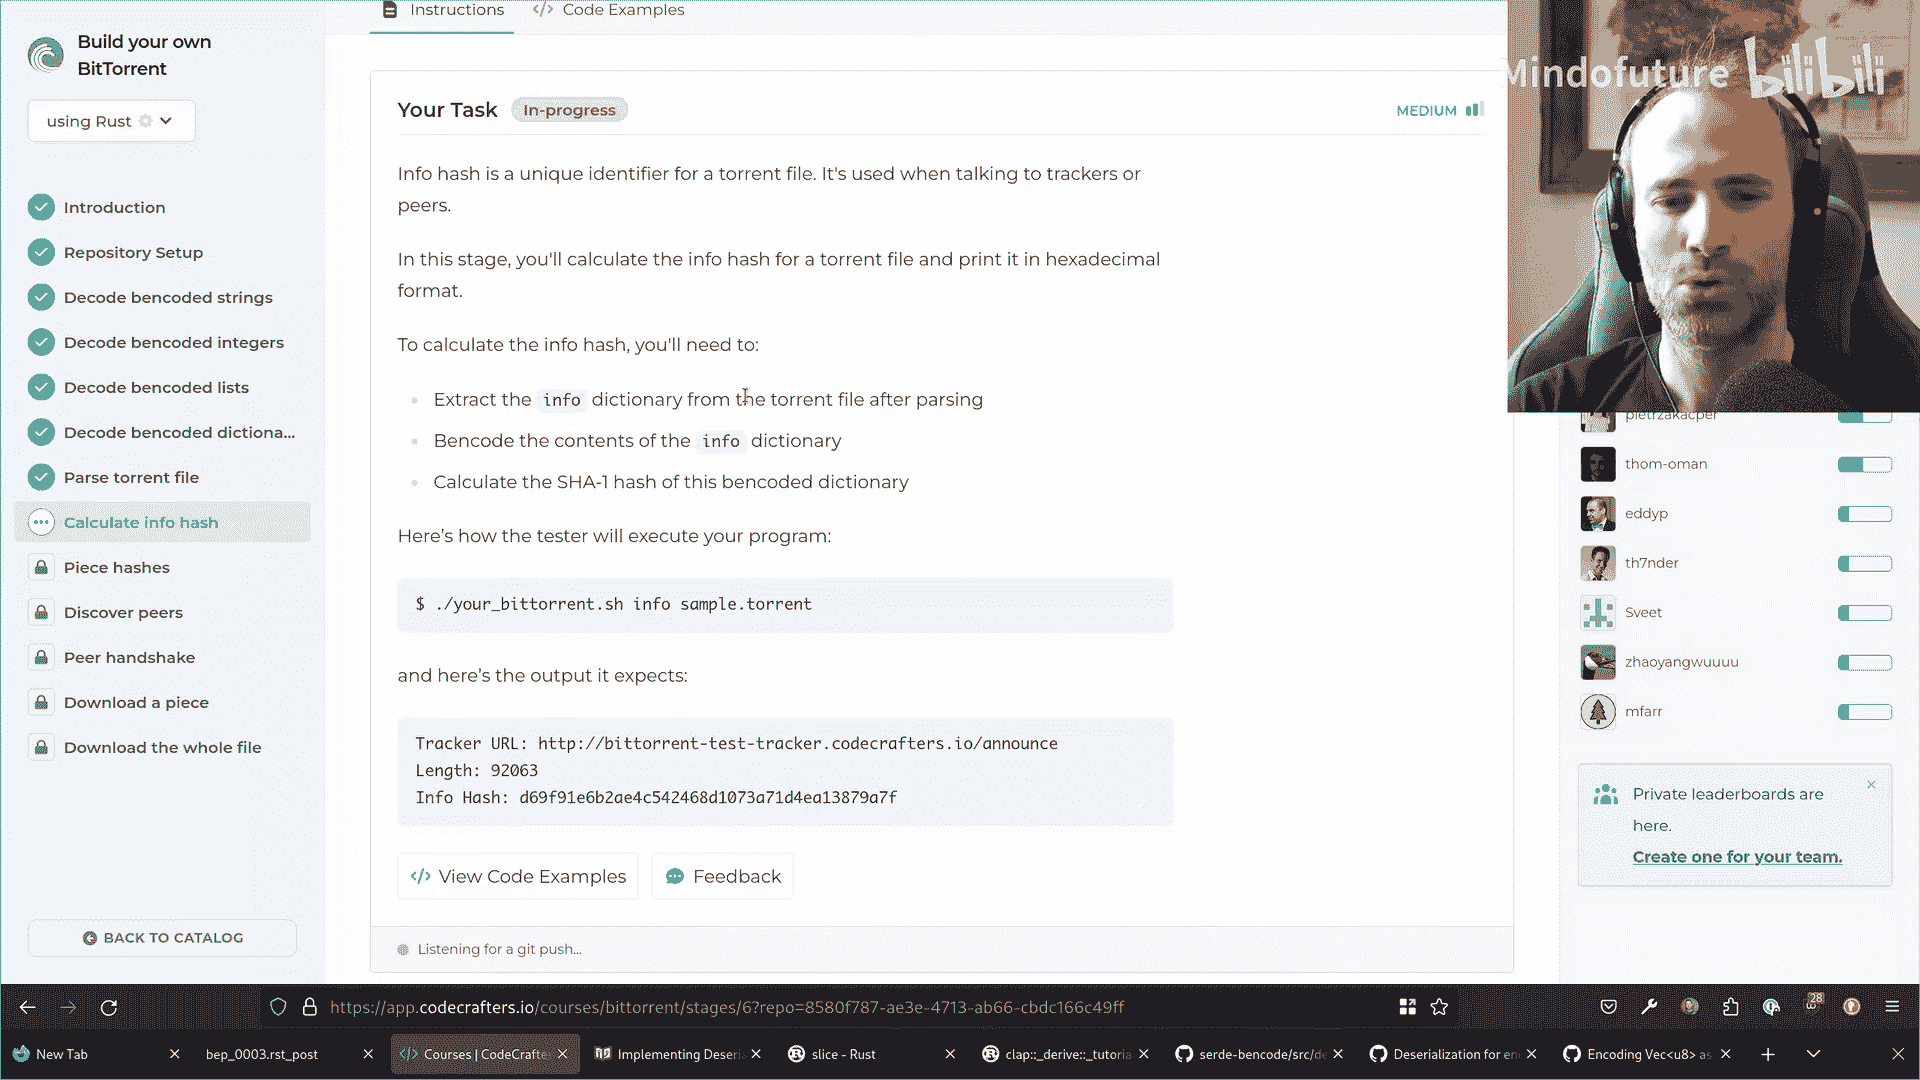 Build your own
BitTorrent
using Rust
Introduction
Repository Setup
Decode bencoded strings
Decode bencoded integers
Decode bencoded lists
Decode bencoded dictiona...
Parse torrent file
Calculate info hash
Piece hashes
Discover peers
Peer handshake
Download a piece
Download the whole file
BACK TO CATALOG
Instructions
Code Examples
Your Task
In-progress
MEDIUM
Info hash is a unique identifier for a torrent file. It's used when talking to trackers or
peers.
In this stage, you'll calculate the info hash for a torrent file and print it in hexadecimal
format.
To calculate the info hash, you'll need to:
Extract the info dictionary from the torrent file after parsing
Bencode the contents of the info dictionary
Calculate the SHA-1 hash of this bencoded dictionary
Here's how the tester will execute your program:
$ ./your_bittorrent.sh info sample.torrent
and here's the output it expects:
Tracker URL: http://bittorrent-test-tracker.codecrafters.io/announce
Length: 92063
Info Hash: d69f91e6b2ae4c542468d1073a71d4ea13879a7f
View Code Examples
Feedback
Listening for a git push...
Mindofuture bilibili
pietrzakacper
thom-oman
eddyp
th7nder
Sveet
zhaoyangwuuuu
mfarr
Private leaderboards are
here.
Create one for your team.
https://app.codecrafters.io/courses/bittorrent/stages/6?repo=8580f787-ae3e-4713-ab66-cbdc166c49ff
28
New Tab
bep_0003.rst_post
Courses | CodeCrafte
Implementing Deseri
slice - Rust
clap::_derive::_tutoria
serde-bencode/src/de
Deserialization for en
Encoding Vec<u8> as